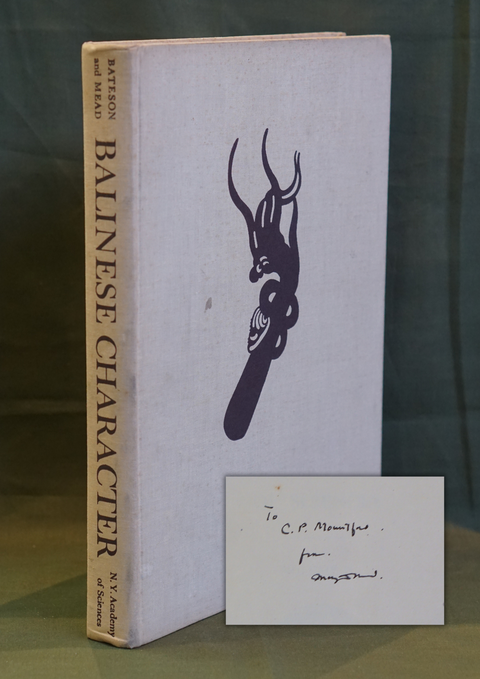 BATESON
and MEAD
BALINESE CHARACTER
N.Y. Academy
of Sciences
To
C. P. Mountford.
from.